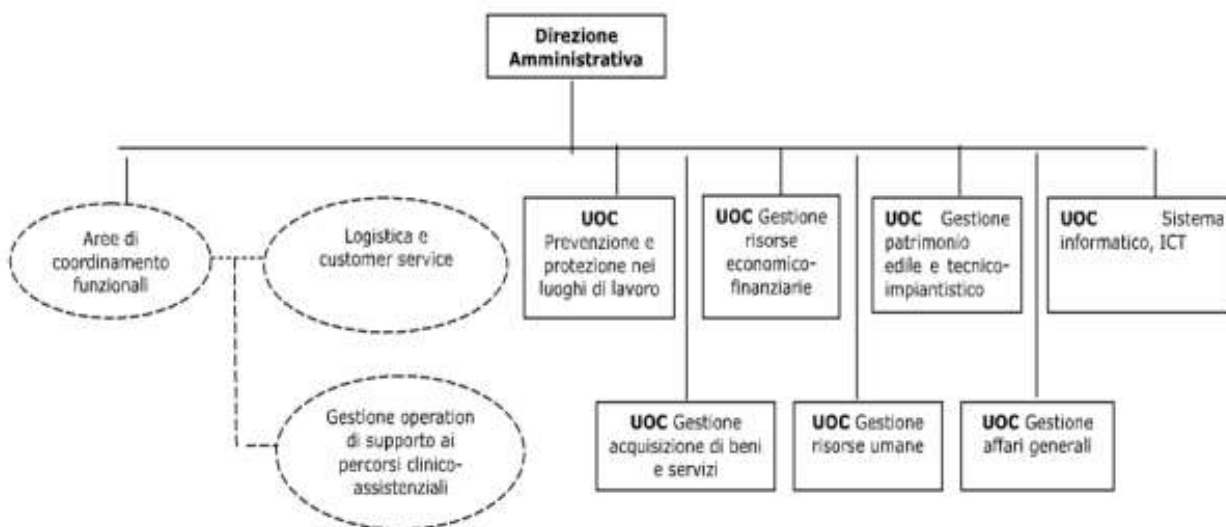 Direzione
Amministrativa
Aree di
coordinamento
funzionali
Logistica e
customer service
UOC
Prevenzione e
protezione nei
luoghi di lavoro
UOC Gestione
risorse
economico-
finanziarie
UOC Gestione
patrimonio
edile e tecnico-
impiantistico
UOC Sistema
informatico, ICT
Gestione operation
di supporto ai
percorsi clinico-
assistenziali
UOC Gestione
acquisizione di beni
e servizi
UOC Gestione
risorse umane
UOC Gestione
affari generali